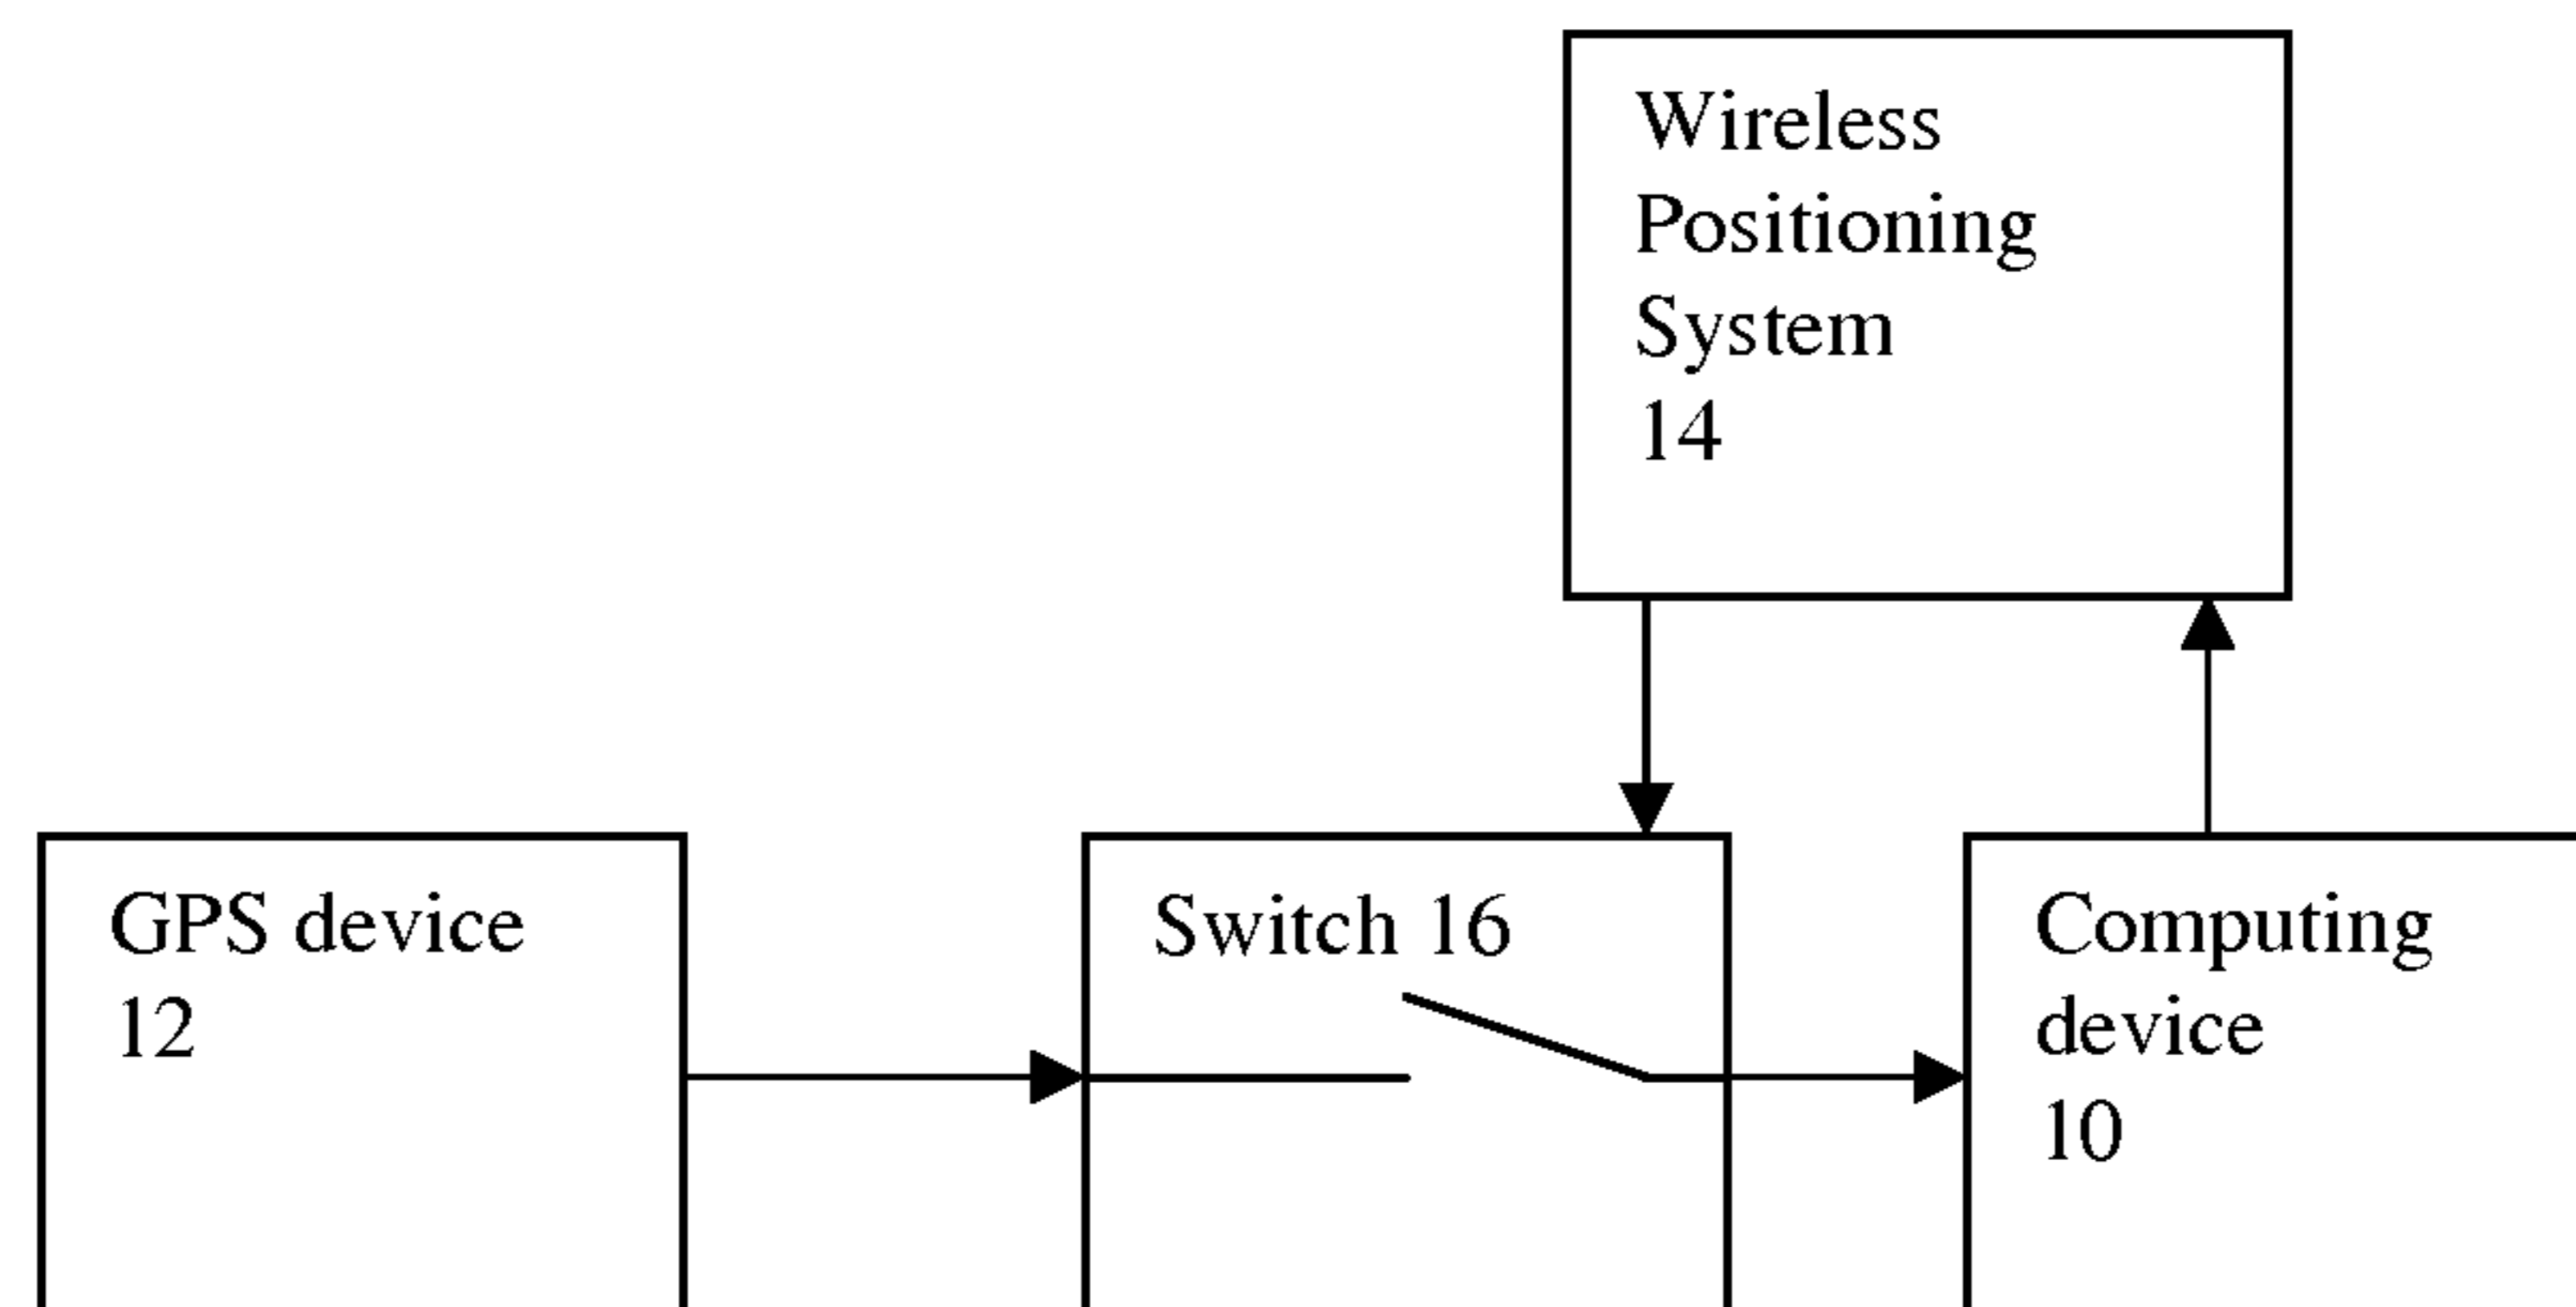 Wireless
Positioning
System
14
GPS device
12
Switch 16
Computing
device
10